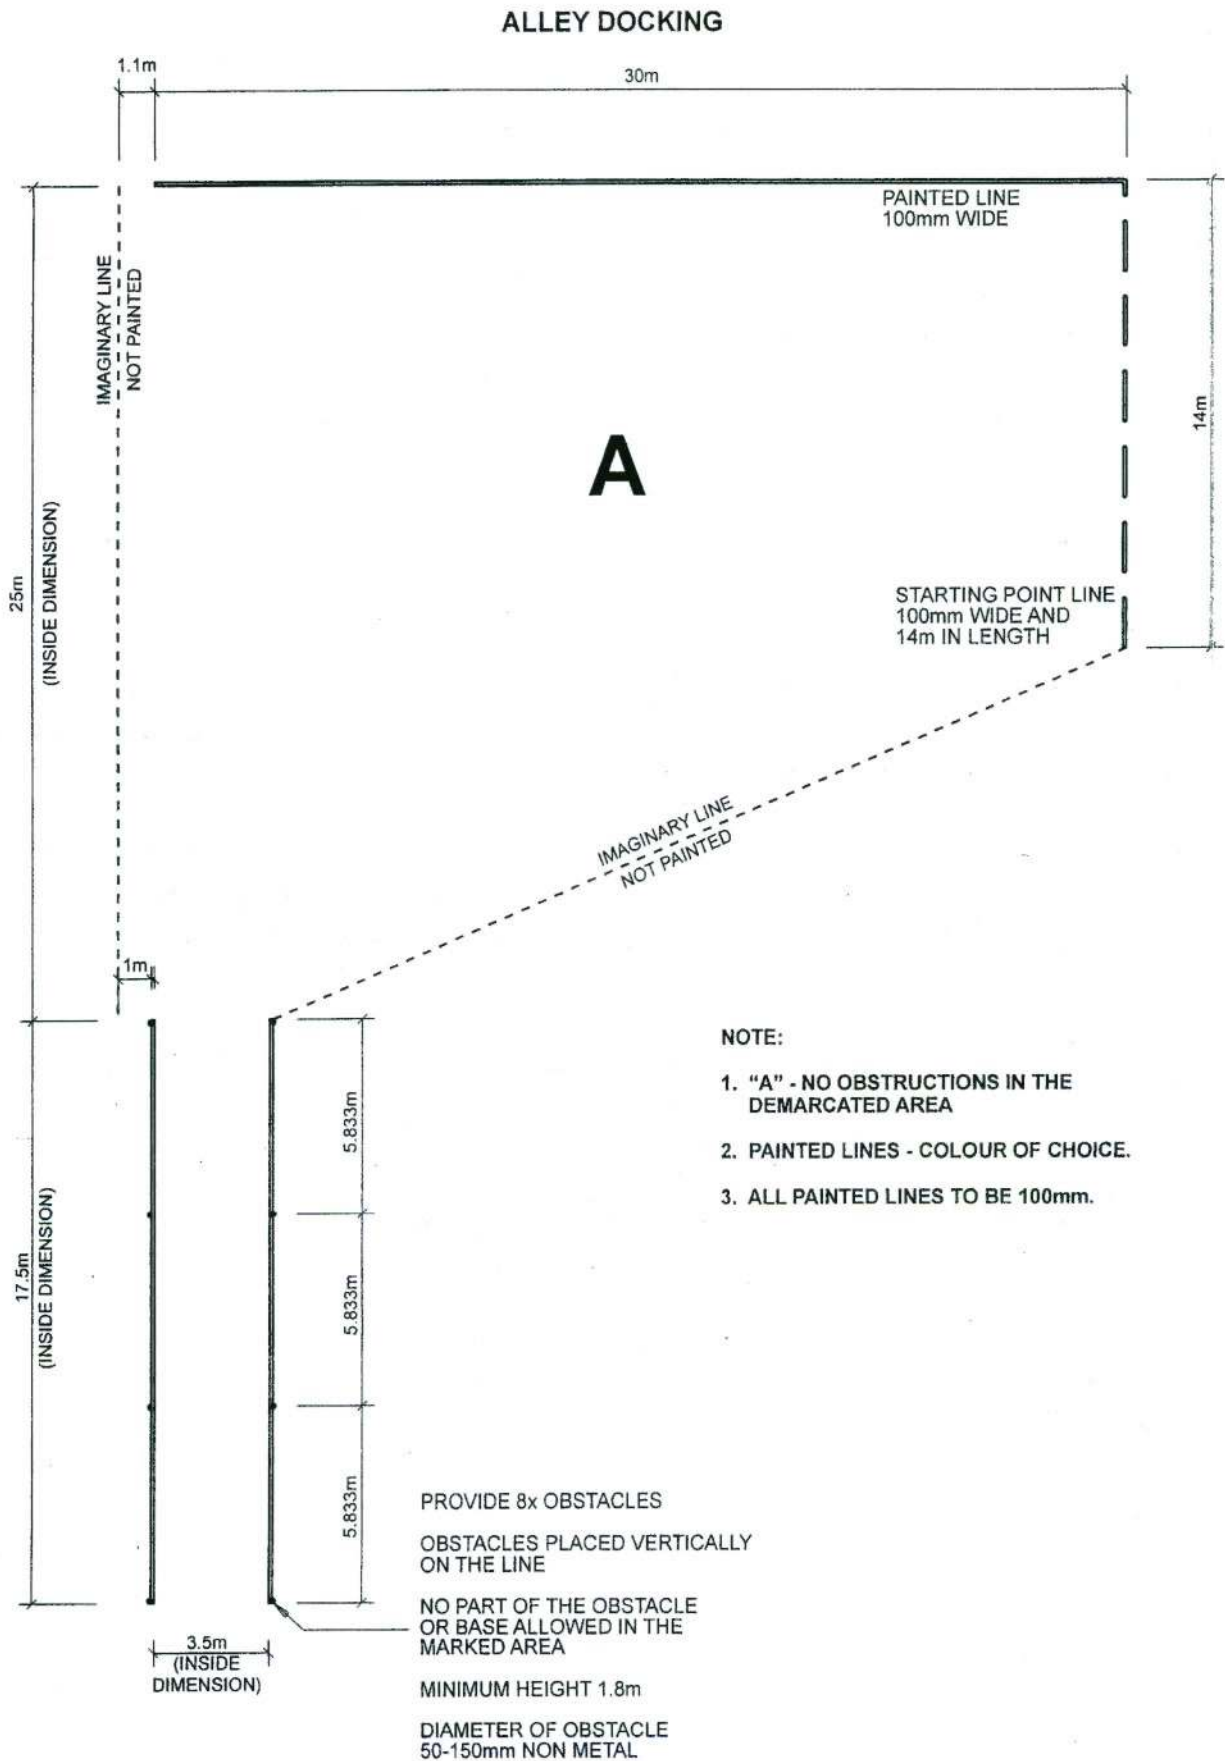 ALLEY DOCKING
1.1m
30m
PAINTED LINE
100mm WIDE
IMAGINARY LINE
NOT PAINTED
14m
A
25m
(INSIDE DIMENSION)
STARTING POINT LINE
100mm WIDE AND
14m IN LENGTH
IMAGINARY LINE
NOT PAINTED
1m
NOTE:
1. “A” - NO OBSTRUCTIONS IN THE
DEMARCATED AREA
2. PAINTED LINES - COLOUR OF CHOICE.
3. ALL PAINTED LINES TO BE 100mm.
5.833m
17.5m
(INSIDE DIMENSION)
5.833m
5.833m
PROVIDE 8x OBSTACLES
OBSTACLES PLACED VERTICALLY
ON THE LINE
NO PART OF THE OBSTACLE
OR BASE ALLOWED IN THE
MARKED AREA
3.5m
(INSIDE
DIMENSION)
MINIMUM HEIGHT 1.8m
DIAMETER OF OBSTACLE
50-150mm NON METAL